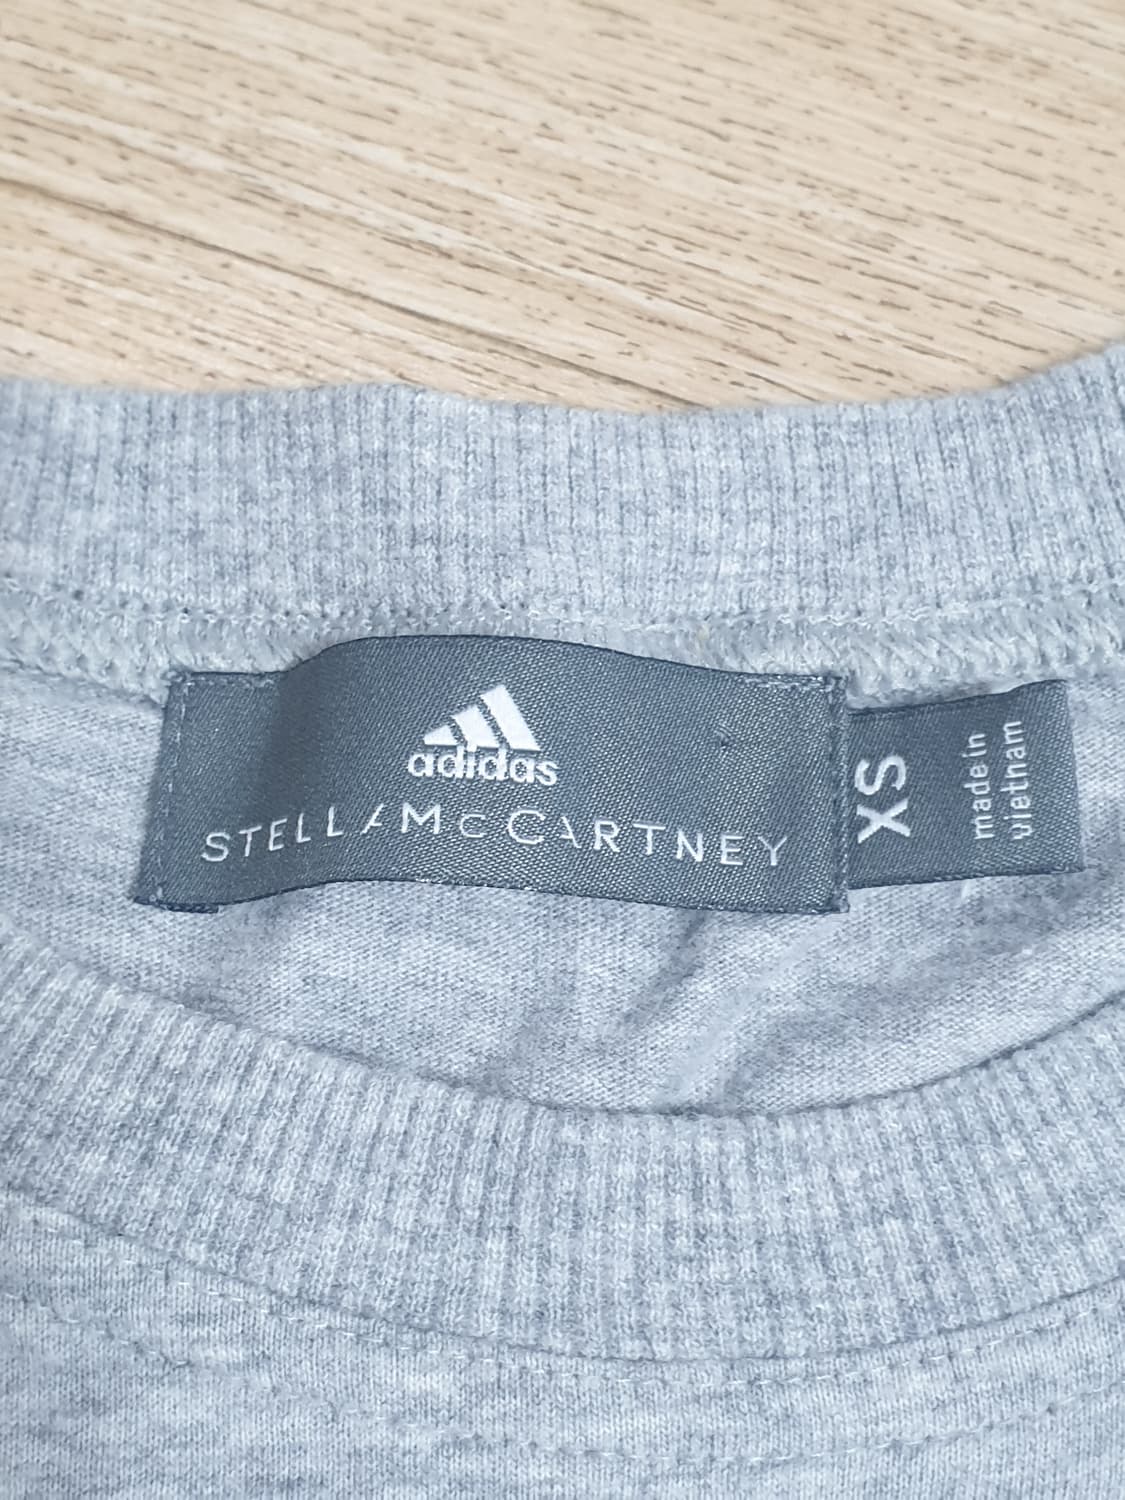 adidas
STELLA McCARTNEY
XS
made in
vietnam